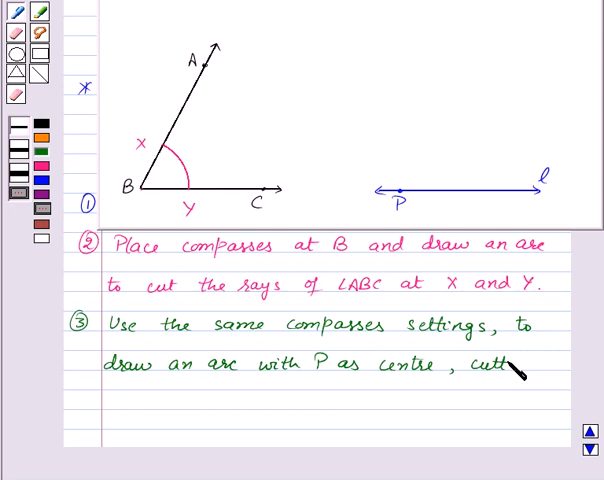 A
X
*
B
Y
C
P
l
①
② Place compasses at B and draw an arc
to cut the rays of ∠ABC at X and Y.
③ Use the same compasses settings, to
draw an arc with P as centre, cutt